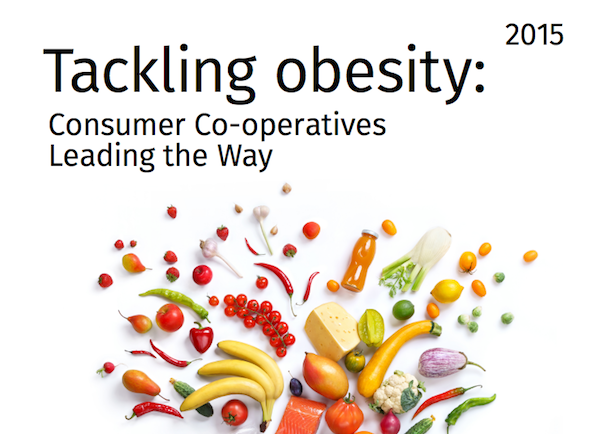 2015
Tackling obesity:
Consumer Co-operatives
Leading the Way